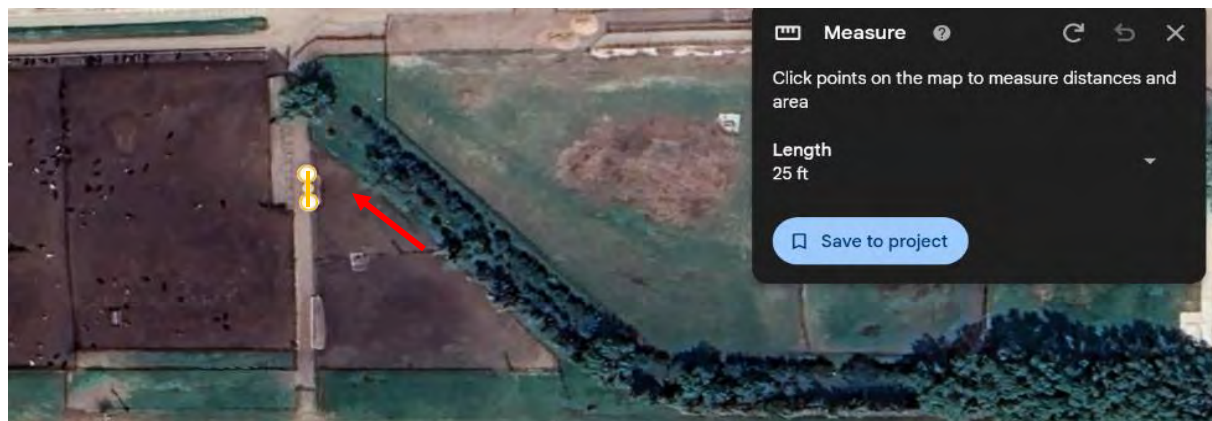 Measure
Click points on the map to measure distances and
area
Length
25 ft
Save to project